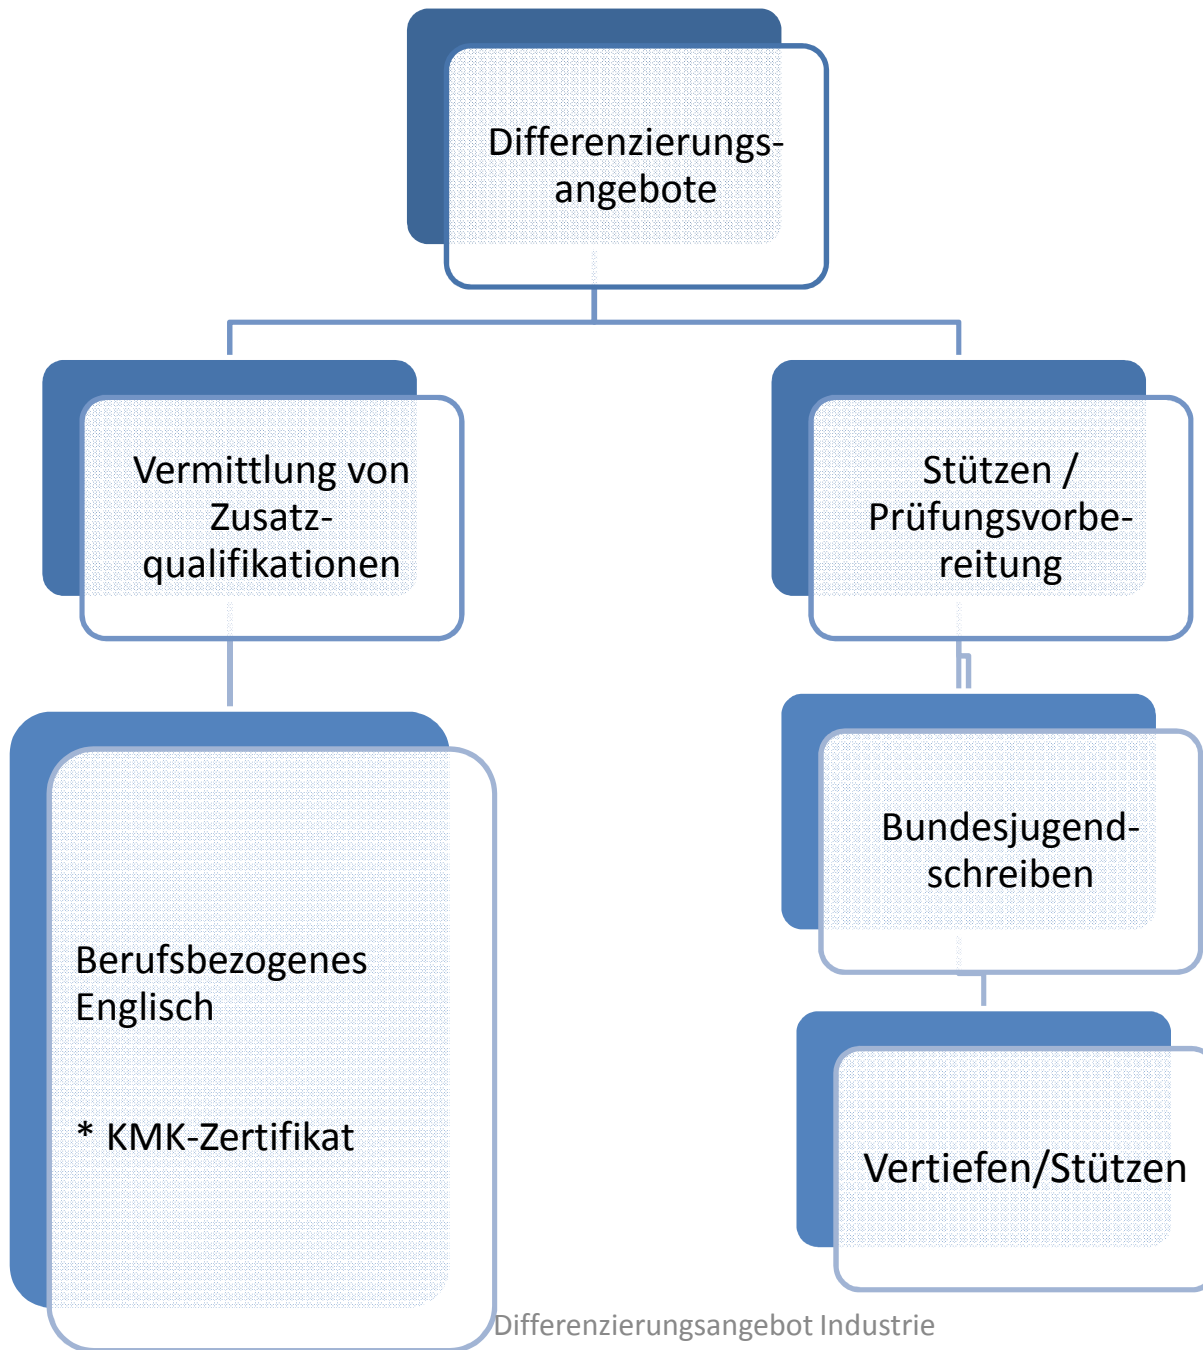 Differenzierungs-
angebote
Vermittlung von
Zusatz-
qualifikationen
Stützen /
Prüfungsvorbe-
reitung
Berufsbezogenes
Englisch
* KMK-Zertifikat
Bundesjugend-
schreiben
Vertiefen/Stützen
Differenzierungsangebot Industrie